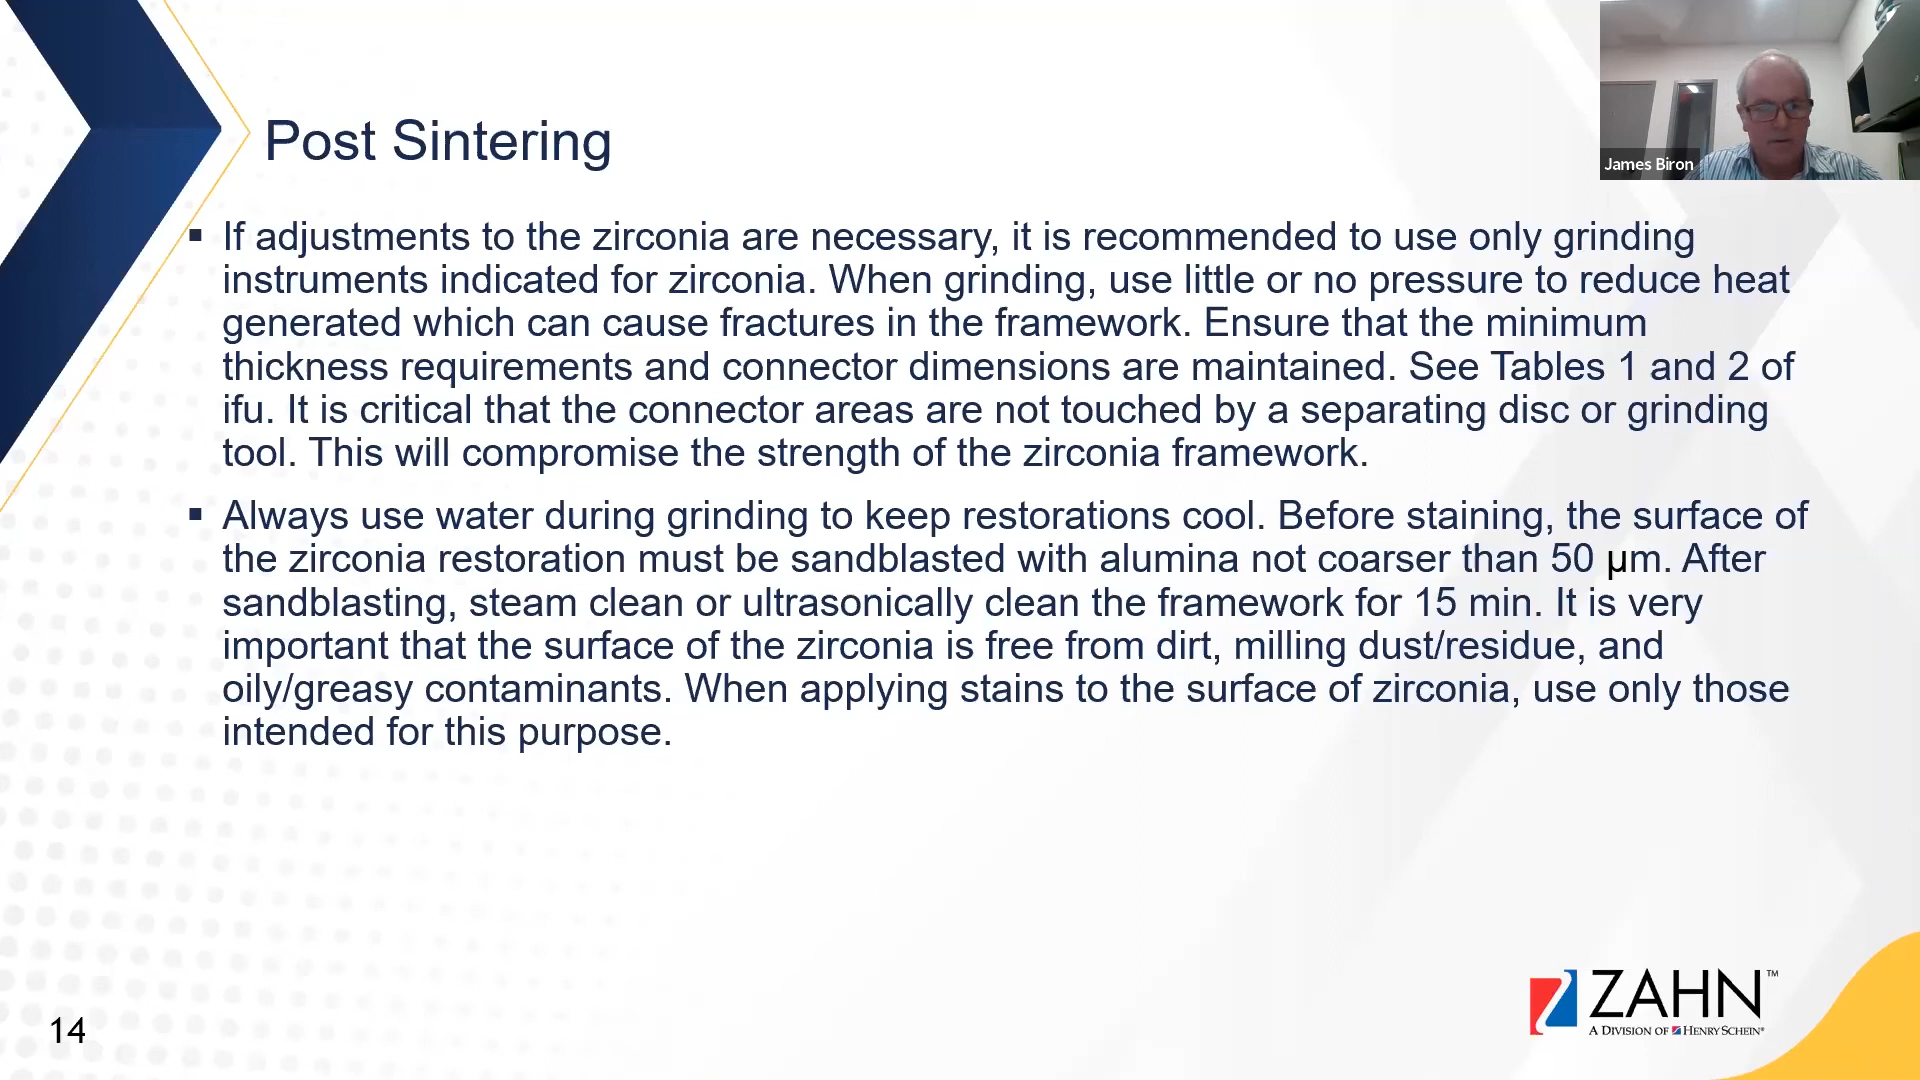 James Biron
Post Sintering
▪ If adjustments to the zirconia are necessary, it is recommended to use only grinding
instruments indicated for zirconia. When grinding, use little or no pressure to reduce heat
generated which can cause fractures in the framework. Ensure that the minimum
thickness requirements and connector dimensions are maintained. See Tables 1 and 2 of
ifu. It is critical that the connector areas are not touched by a separating disc or grinding
tool. This will compromise the strength of the zirconia framework.
▪ Always use water during grinding to keep restorations cool. Before staining, the surface of
the zirconia restoration must be sandblasted with alumina not coarser than 50 μm. After
sandblasting, steam clean or ultrasonically clean the framework for 15 min. It is very
important that the surface of the zirconia is free from dirt, milling dust/residue, and
oily/greasy contaminants. When applying stains to the surface of zirconia, use only those
intended for this purpose.
ZAHN™
A DIVISION OF HENRY SCHEIN®
14